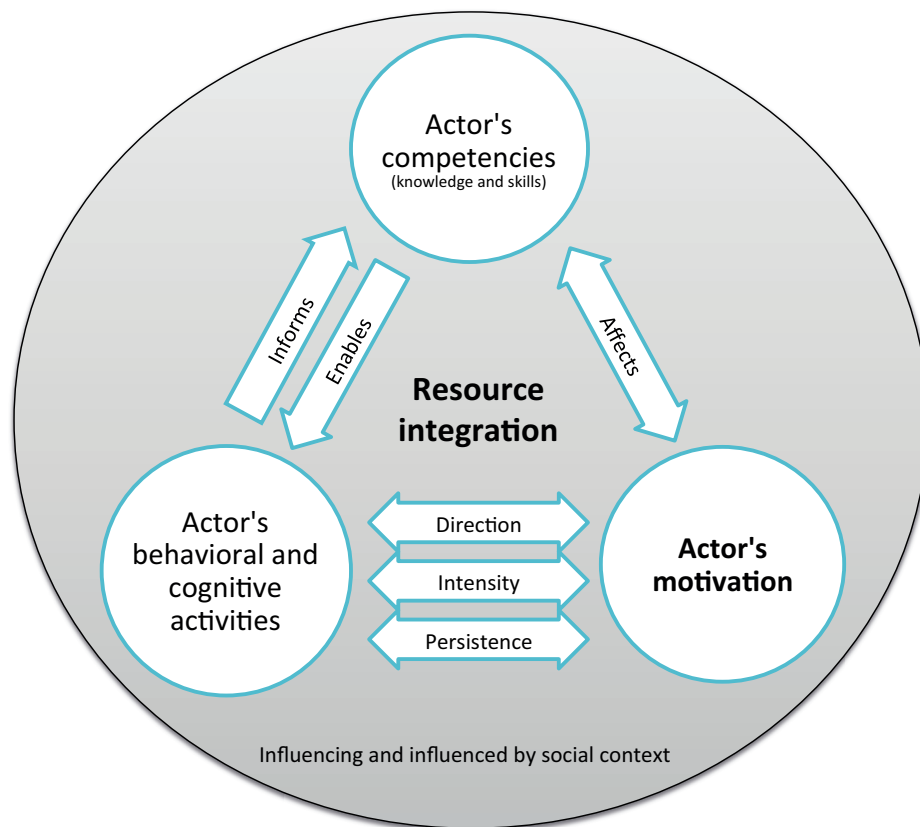 Actor's
competencies
(knowledge and skills)
Informs
Enables
Affects
Resource
integration
Actor's
behavioral and
cognitive
activities
Direction
Intensity
Persistence
Actor's
motivation
Influencing and influenced by social context